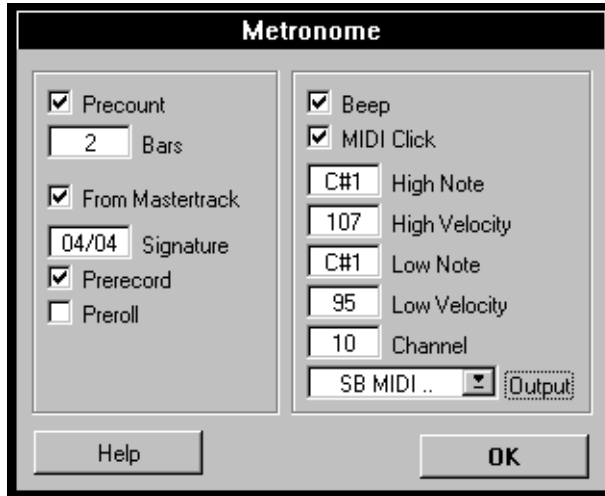 Metronome
Precount
2 Bars
From Mastertrack
04/04 Signature
Prerecord
Preroll
Beep
MIDI Click
C#1 High Note
107 High Velocity
C#1 Low Note
95 Low Velocity
10 Channel
SB MIDI .. Output
Help
OK